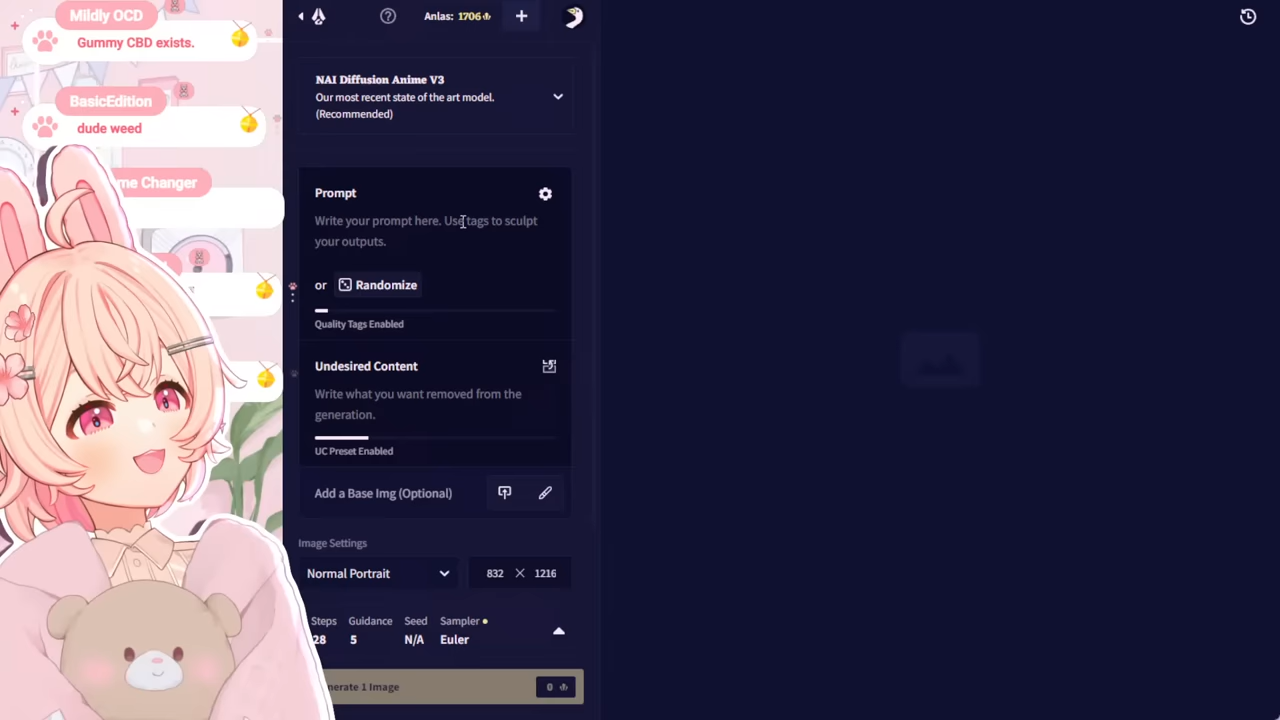 Mildly OCD
Gummy CBD exists.
BasicEdition
dude weed
me Changer
Anlas: 1706
NAI Diffusion Anime V3
Our most recent state of the art model.
(Recommended)
Prompt
Write your prompt here. Use tags to sculpt
your outputs.
or Randomize
Quality Tags Enabled
Undesired Content
Write what you want removed from the
generation.
UC Preset Enabled
Add a Base Img (Optional)
Image Settings
Normal Portrait
832 × 1216
Steps Guidance Seed Sampler
28 5 N/A Euler
nerate 1 Image
0